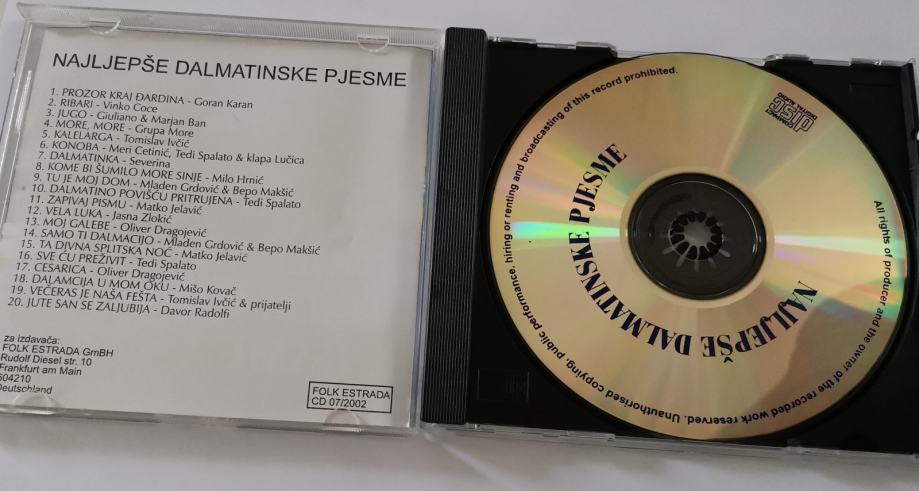 NAJLJEPŠE DALMATINSKE PJESME
1. PROZOR KRAJ ĐARDINA - Goran Karan
2. RIBARI - Vinko Coce
3. JUGO - Giuliano & Marjan Ban
4. MORE, MORE - Grupa More
5. KALELARGA - Tomislav Ivčić
6. KONOBA - Meri Cetinić, Tedi Spalato & klapa Lučica
7. DALMATINKA - Severina
8. KOME BI ŠUMILO MORE SINJE - Milo Hrnić
9. TU JE MOJ DOM - Mladen Grdović & Bepo Makšić
10. DALMATINO POVIŠĆU PRITRUJENA - Tedi Spalato
11. ZAPIVAJ PISMU - Matko Jelavić
12. VELA LUKA - Jasna Zlokić
13. MOJ GALEBE - Oliver Dragojević
14. SAMO TI DALMACIJO - Mladen Grdović & Bepo Makšić
15. TA DIVNA SPLITSKA NOĆ - Matko Jelavić
16. SVE ĆU PREŽIVIT - Tedi Spalato
17. CESARICA - Oliver Dragojević
18. DALAMCIJA U MOM OKU - Mišo Kovač
19. VEČERAS JE NAŠA FEŠTA - Tomislav Ivčić & prijatelji
20. JUTE SAN SE ZALJUBIJA - Davor Radolfi
za izdavača:
FOLK ESTRADA GmBH
Rudolf Diesel str. 10
Frankfurt am Main
604210
Deutschland
FOLK ESTRADA
CD 07/2002
COMPACT
disc
DIGITAL AUDIO
NAJLJEPŠE DALMATINSKE PJESME
All rights of producer and the owner of the recorded work reserved. Unauthorised copying, public performance, hiring or renting and broadcasting of this record prohibited.